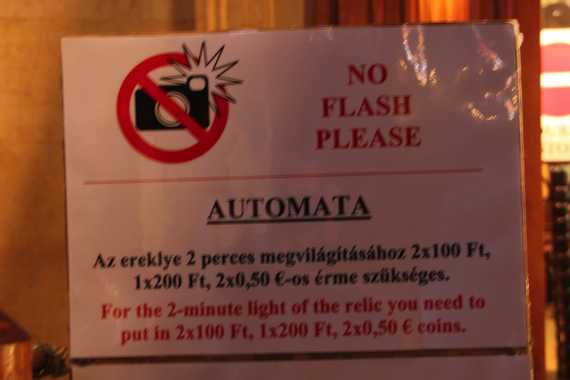 NO
FLASH
PLEASE
AUTOMATA
Az ereklye 2 perces megvilágításához 2x100 Ft,
1x200 Ft, 2x0,50 €-os érme szükséges.
For the 2-minute light of the relic you need to
put in 2x100 Ft, 1x200 Ft, 2x0,50 € coins.